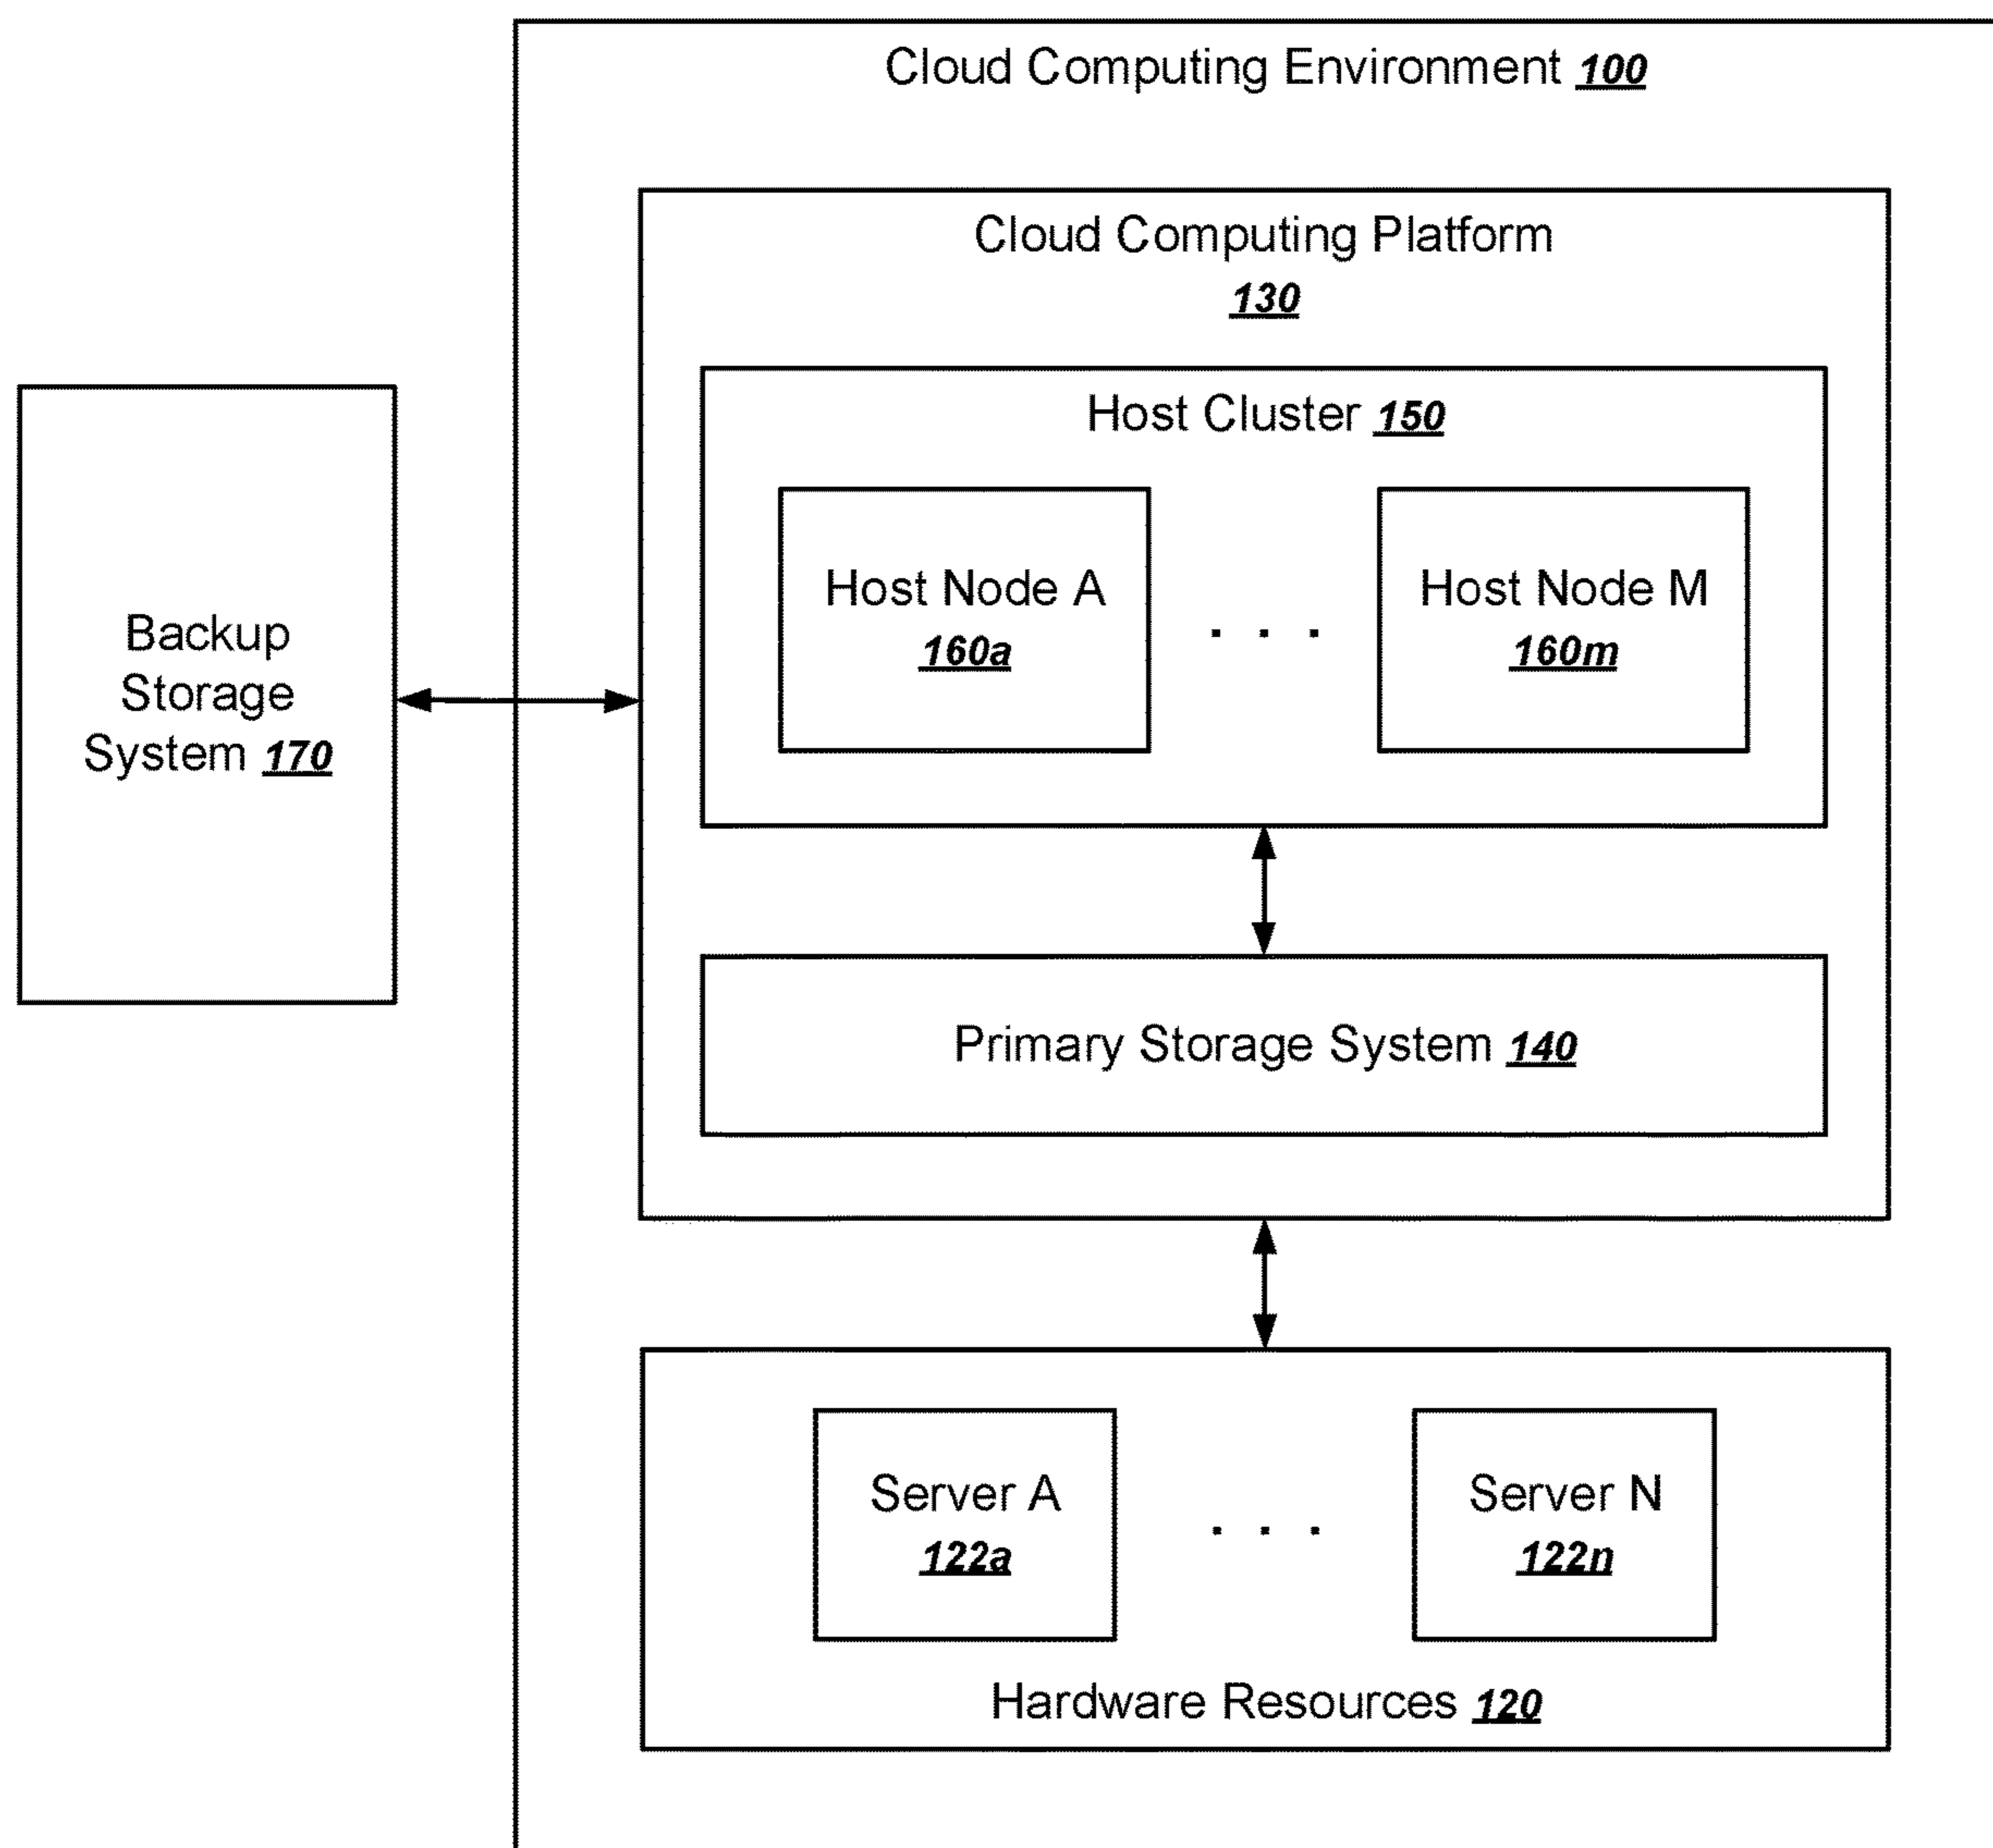 Cloud Computing Environment 100
Cloud Computing Platform
130
Host Cluster 150
Host Node A
160a
. . .
Host Node M
160m
Backup
Storage
System 170
Primary Storage System 140
Server A
122a
. . .
Server N
122n
Hardware Resources 120